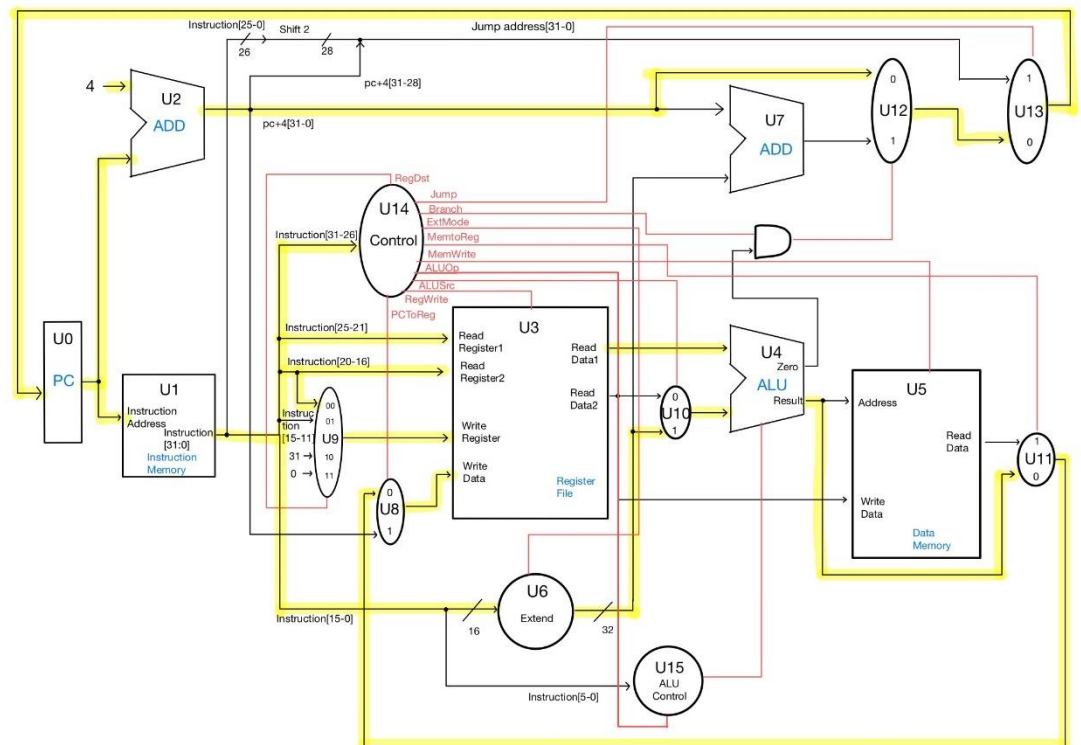 Instruction[25-0]
Shift 2
Jump address[31-0]
26
28
4
U2
ADD
pc+4[31-28]
pc+4[31-0]
0
U12
1
1
U13
0
U7
ADD
RegDst
U14
Control
Jump
Branch
ExtMode
MemtoReg
MemWrite
ALUOp
ALUSrc
RegWrite
PCToReg
Instruction[31-26]
U0
PC
U1
Instruction
Address
Instruction
[31:0]
Instruction
Memory
Instruction[25-21]
Instruction[20-16]
Instruc
tion
[15-11]
00
01
U9
10
11
31
0
0
U8
1
U3
Read
Register1
Read
Register2
Write
Register
Write
Data
Read
Data1
Read
Data2
Register
File
0
U10
1
U4
Zero
ALU
Result
U5
Address
Read
Data
Write
Data
Data
Memory
1
U11
0
U6
Extend
Instruction[15-0]
16
32
U15
ALU
Control
Instruction[5-0]